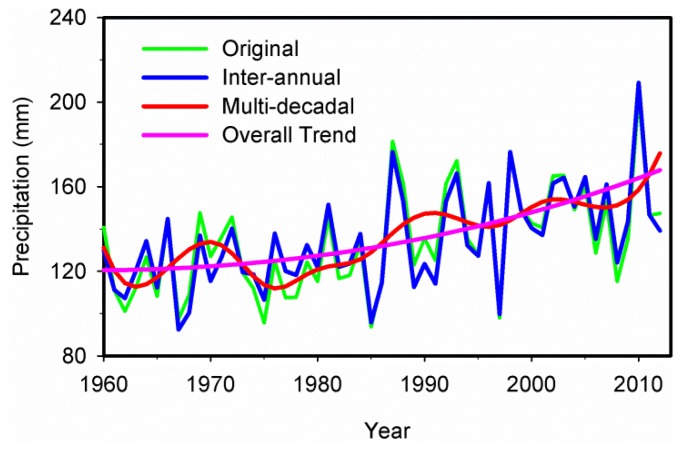 240
200
160
120
80
Precipitation (mm)
Original
Inter-annual
Multi-decadal
Overall Trend
1960 1970 1980 1990 2000 2010
Year